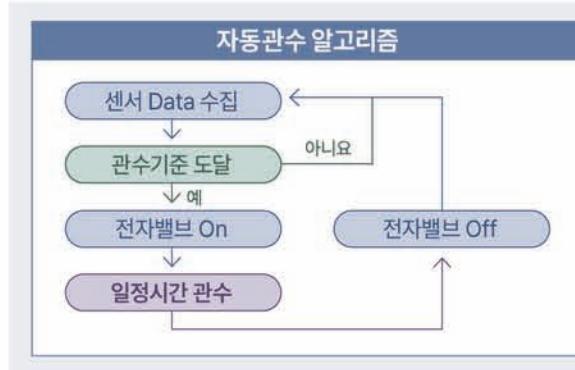 자동관수 알고리즘
센서 Data 수집
관수기준 도달
아니요
예
전자밸브 On
전자밸브 Off
일정시간 관수